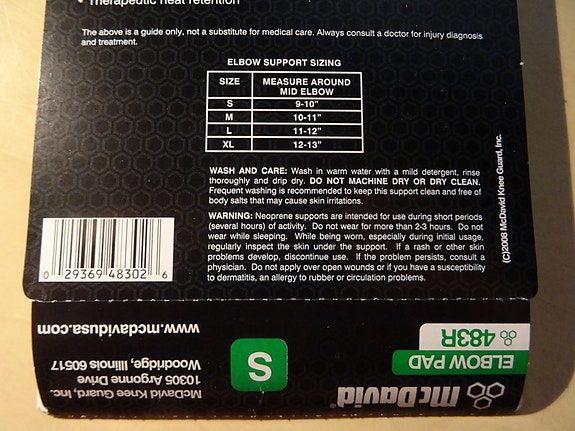 • Therapeutic heat retention
The above is a guide only, not a substitute for medical care. Always consult a doctor for injury diagnosis
and treatment.
ELBOW SUPPORT SIZING
SIZE MEASURE AROUND
MID ELBOW
S 9-10"
M 10-11"
L 11-12"
XL 12-13"
WASH AND CARE: Wash in warm water with a mild detergent, rinse
thoroughly and drip dry. DO NOT MACHINE DRY OR DRY CLEAN.
Frequent washing is recommended to keep this support clean and free of
body salts that may cause skin irritations.
WARNING: Neoprene supports are intended for use during short periods
(several hours) of activity. Do not wear for more than 2-3 hours. Do not
wear while sleeping. While being worn, especially during initial usage,
regularly inspect the skin under the support. If a rash or other skin
problems develop, discontinue use. If the problem persists, consult a
physician. Do not apply over open wounds or if you have a susceptibility
to dermatitis, an allergy to rubber or circulation problems.
(C)2008 McDavid Knee Guard, Inc.
0 29369 48302 6
McDavid®
ELBOW PAD
483R
S
McDavid Knee Guard, Inc.
10305 Argonne Drive
Woodridge, Illinois 60517
www.mcdavidusa.com